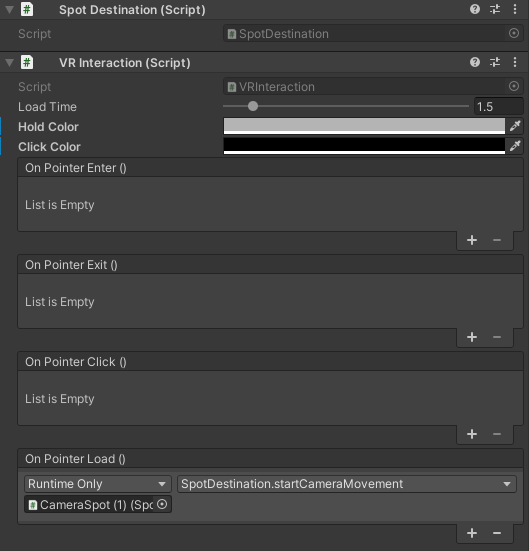 Spot Destination (Script)
Script SpotDestination
VR Interaction (Script)
Script VRInteraction
Load Time 1.5
Hold Color
Click Color
On Pointer Enter ()
List is Empty
On Pointer Exit ()
List is Empty
On Pointer Click ()
List is Empty
On Pointer Load ()
Runtime Only SpotDestination.startCameraMovement
CameraSpot (1) (Spo